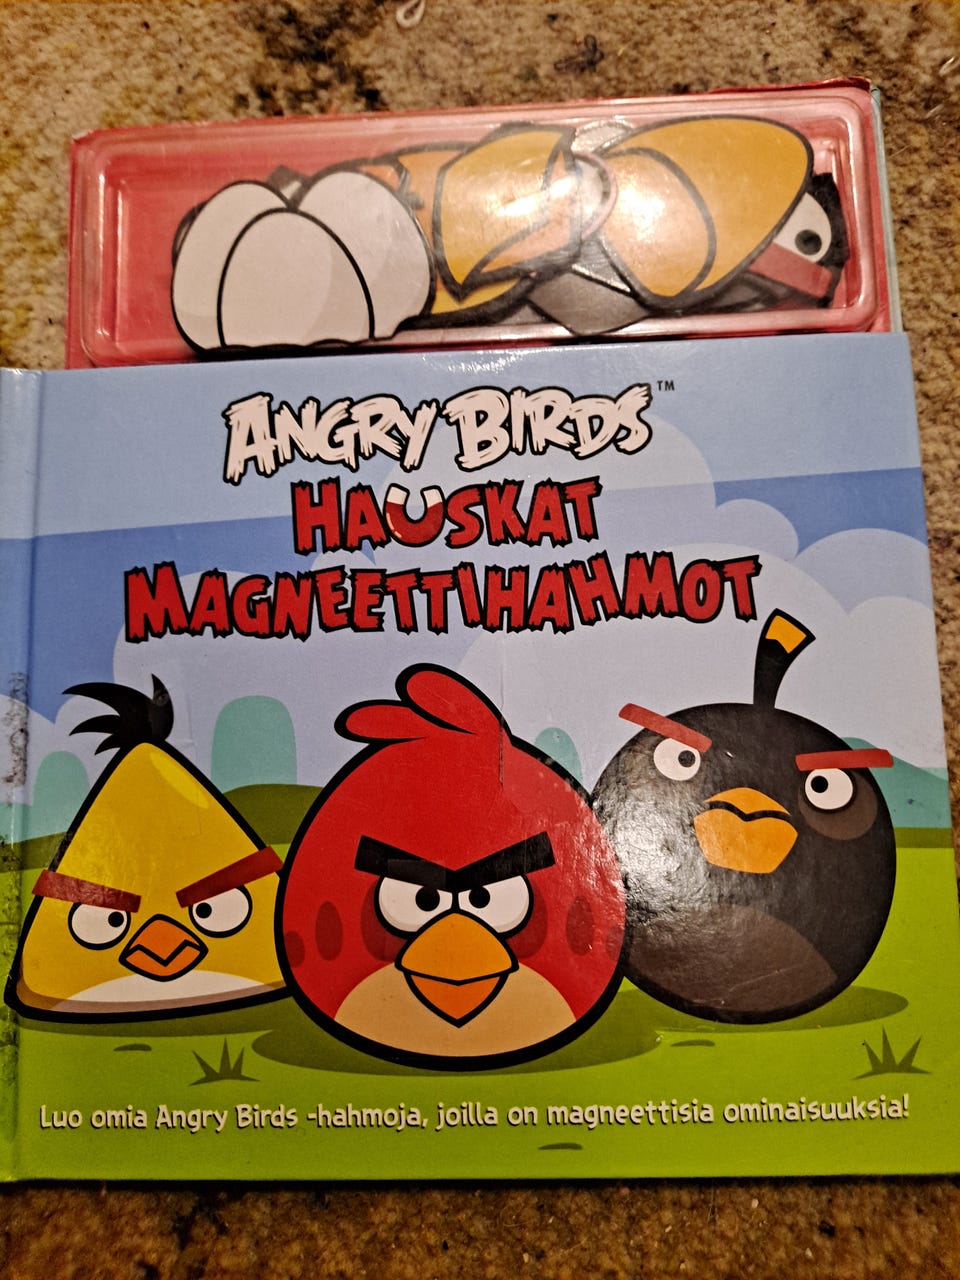 ANGRY BIRDS™
HAUSKAT
MAGNEETTIHAHMOT
Luo omia Angry Birds -hahmoja, joilla on magneettisia ominaisuuksia!